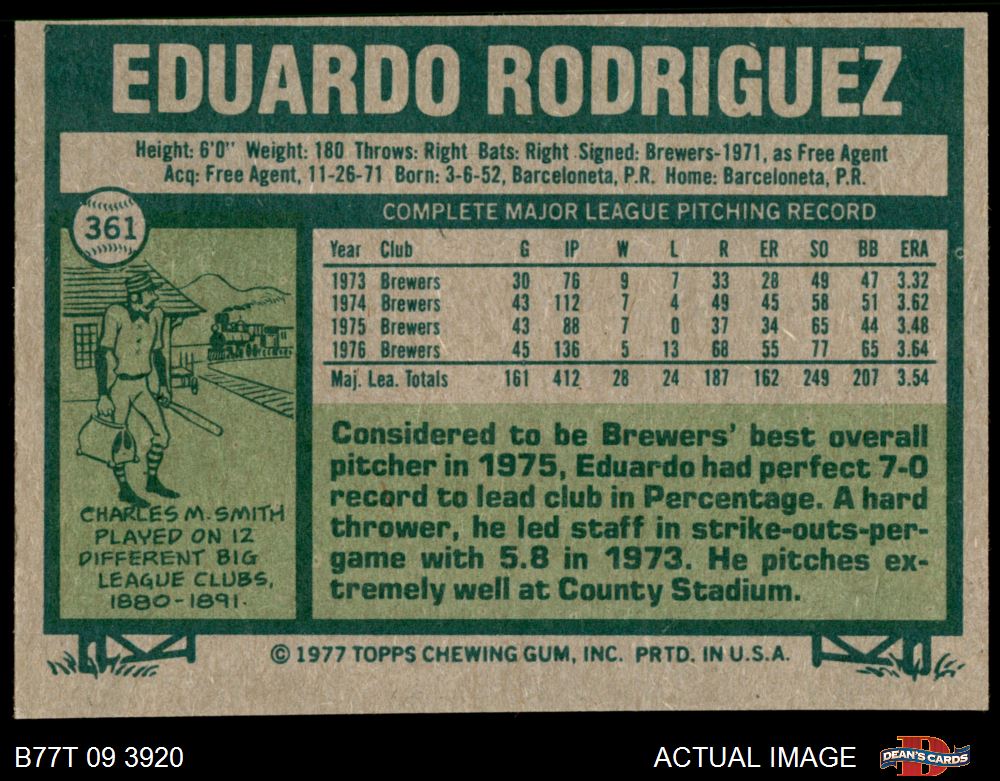 EDUARDO RODRIGUEZ
Height: 6'0" Weight: 180 Throws: Right Bats: Right Signed: Brewers-1971, as Free Agent
Acq: Free Agent, 11-26-71 Born: 3-6-52, Barceloneta, P.R. Home: Barceloneta, P.R.
361
COMPLETE MAJOR LEAGUE PITCHING RECORD
Year Club G IP W L R ER SO BB ERA
1973 Brewers 30 76 9 7 33 28 49 47 3.32
1974 Brewers 43 112 7 4 49 45 58 51 3.62
1975 Brewers 43 88 7 0 37 34 65 44 3.48
1976 Brewers 45 136 5 13 68 55 77 65 3.64
Maj. Lea. Totals 161 412 28 24 187 162 249 207 3.54
CHARLES M. SMITH
PLAYED ON 12
DIFFERENT BIG
LEAGUE CLUBS,
1880-1891.
Considered to be Brewers' best overall
pitcher in 1975, Eduardo had perfect 7-0
record to lead club in Percentage. A hard
thrower, he led staff in strike-outs-per-
game with 5.8 in 1973. He pitches ex-
tremely well at County Stadium.
© 1977 TOPPS CHEWING GUM, INC. PRTD. IN U.S.A.
B77T 09 3920
ACTUAL IMAGE
DEAN'S CARDS